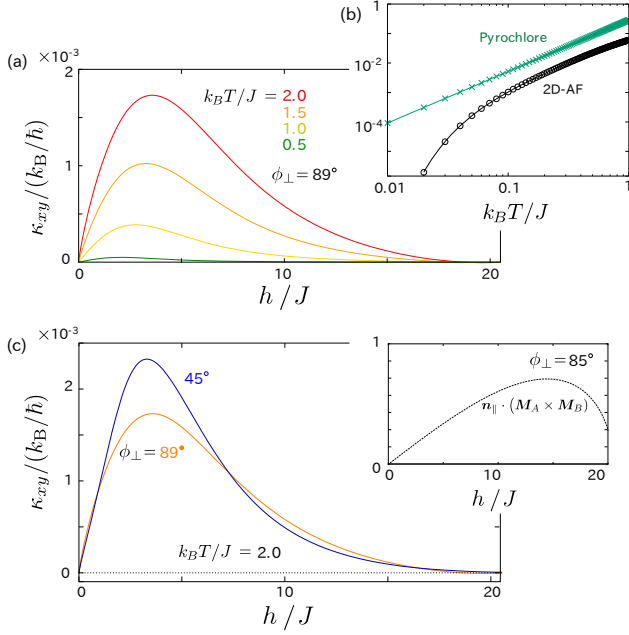 (a)
×10⁻³
2
1
0
κxy/(kB/ħ)
kBT/J = 2.0
1.5
1.0
0.5
ϕ⊥ = 89°
0
10
20
h / J
(b)
1
10⁻²
10⁻⁴
Pyrochlore
2D-AF
0.01
0.1
1
kBT/J
(c)
×10⁻³
2
1
0
κxy/(kB/ħ)
45°
ϕ⊥ = 89°
kBT/J = 2.0
0
10
20
h / J
1
0
ϕ⊥ = 85°
n∥ · (MA × MB)
0
10
20
h / J